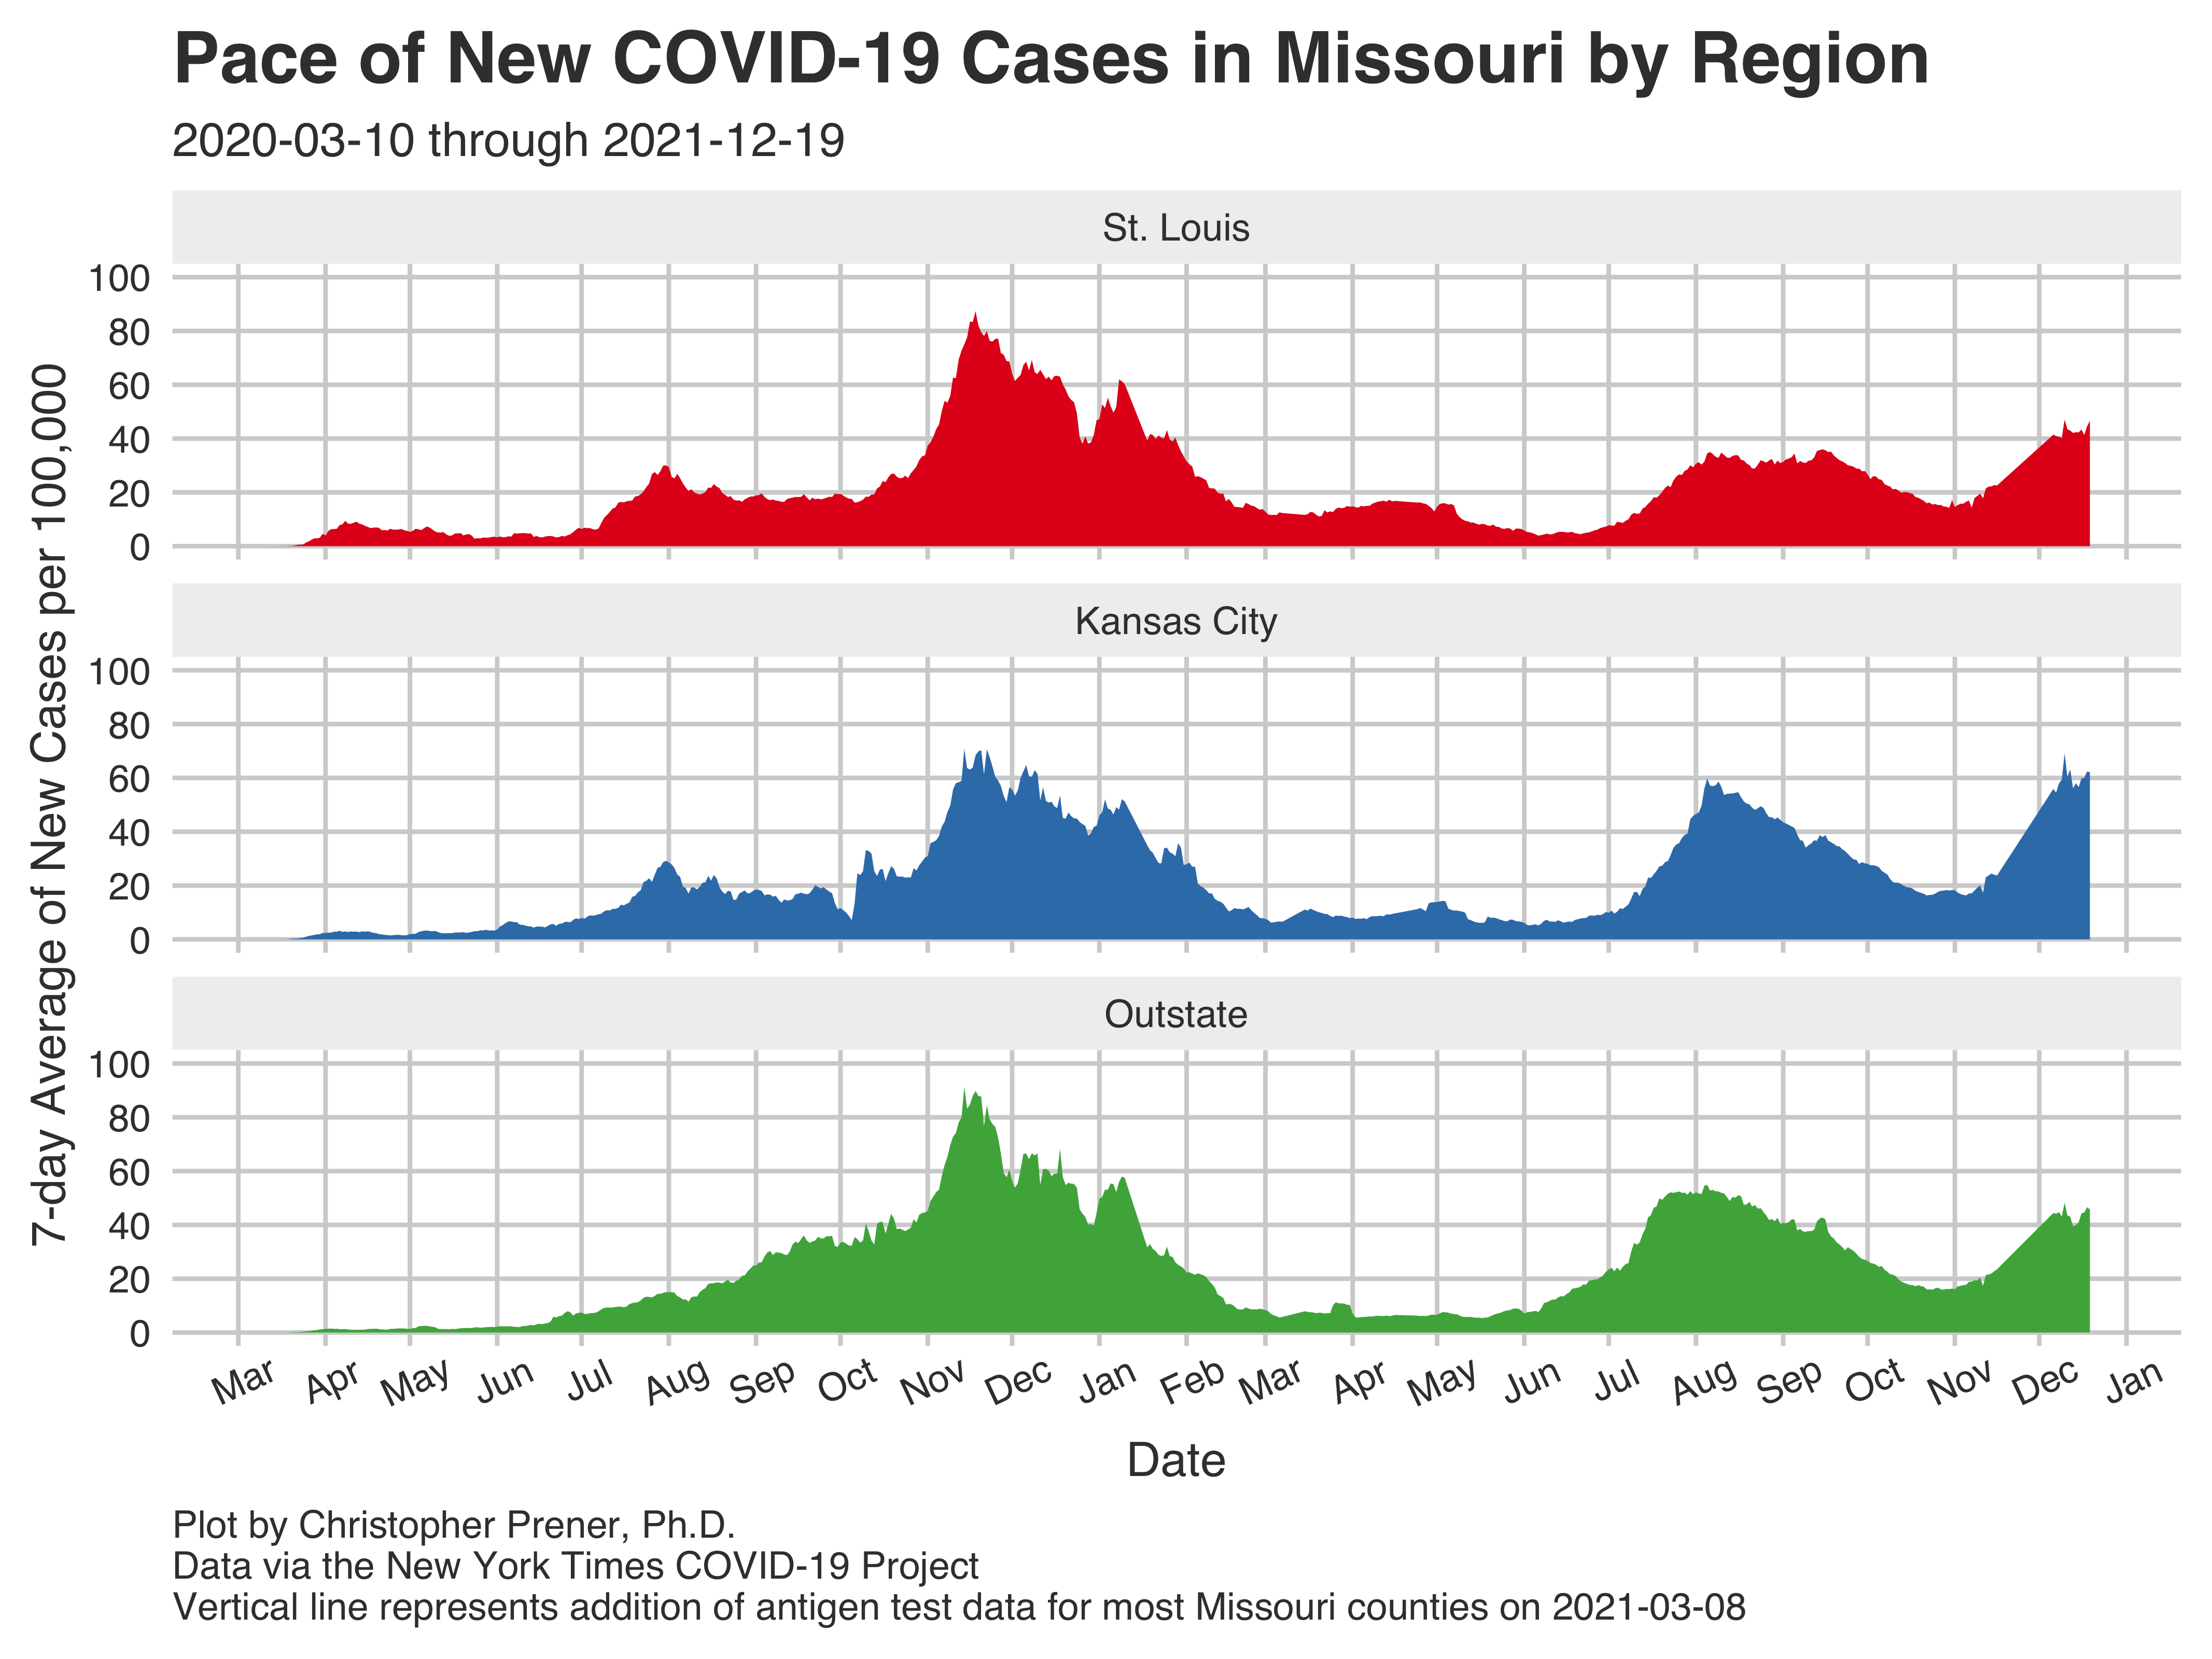 Pace of New COVID-19 Cases in Missouri by Region
2020-03-10 through 2021-12-19
7-day Average of New Cases per 100,000
St. Louis
100
80
60
40
20
0
Kansas City
100
80
60
40
20
0
Outstate
100
80
60
40
20
0
Mar Apr May Jun Jul Aug Sep Oct Nov Dec Jan Feb Mar Apr May Jun Jul Aug Sep Oct Nov Dec Jan
Date
Plot by Christopher Prener, Ph.D.
Data via the New York Times COVID-19 Project
Vertical line represents addition of antigen test data for most Missouri counties on 2021-03-08